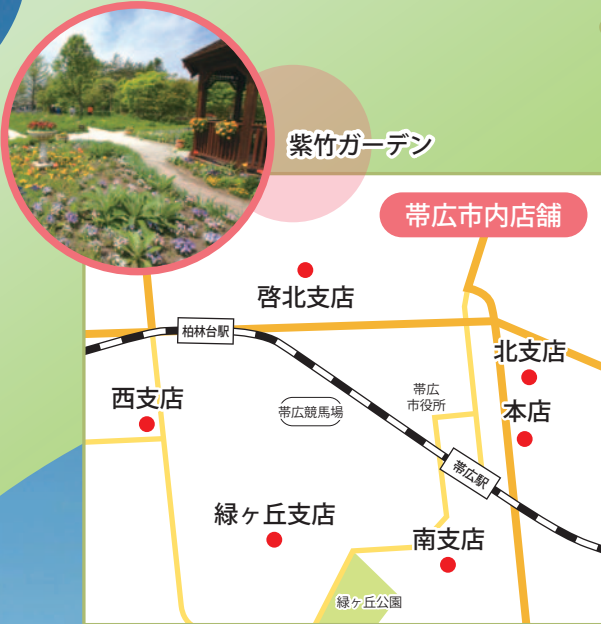 紫竹ガーデン
帯広市内店舗
啓北支店
柏林台駅
北支店
西支店
帯広
市役所
帯広競馬場
本店
帯広駅
緑ヶ丘支店
南支店
緑ヶ丘公園